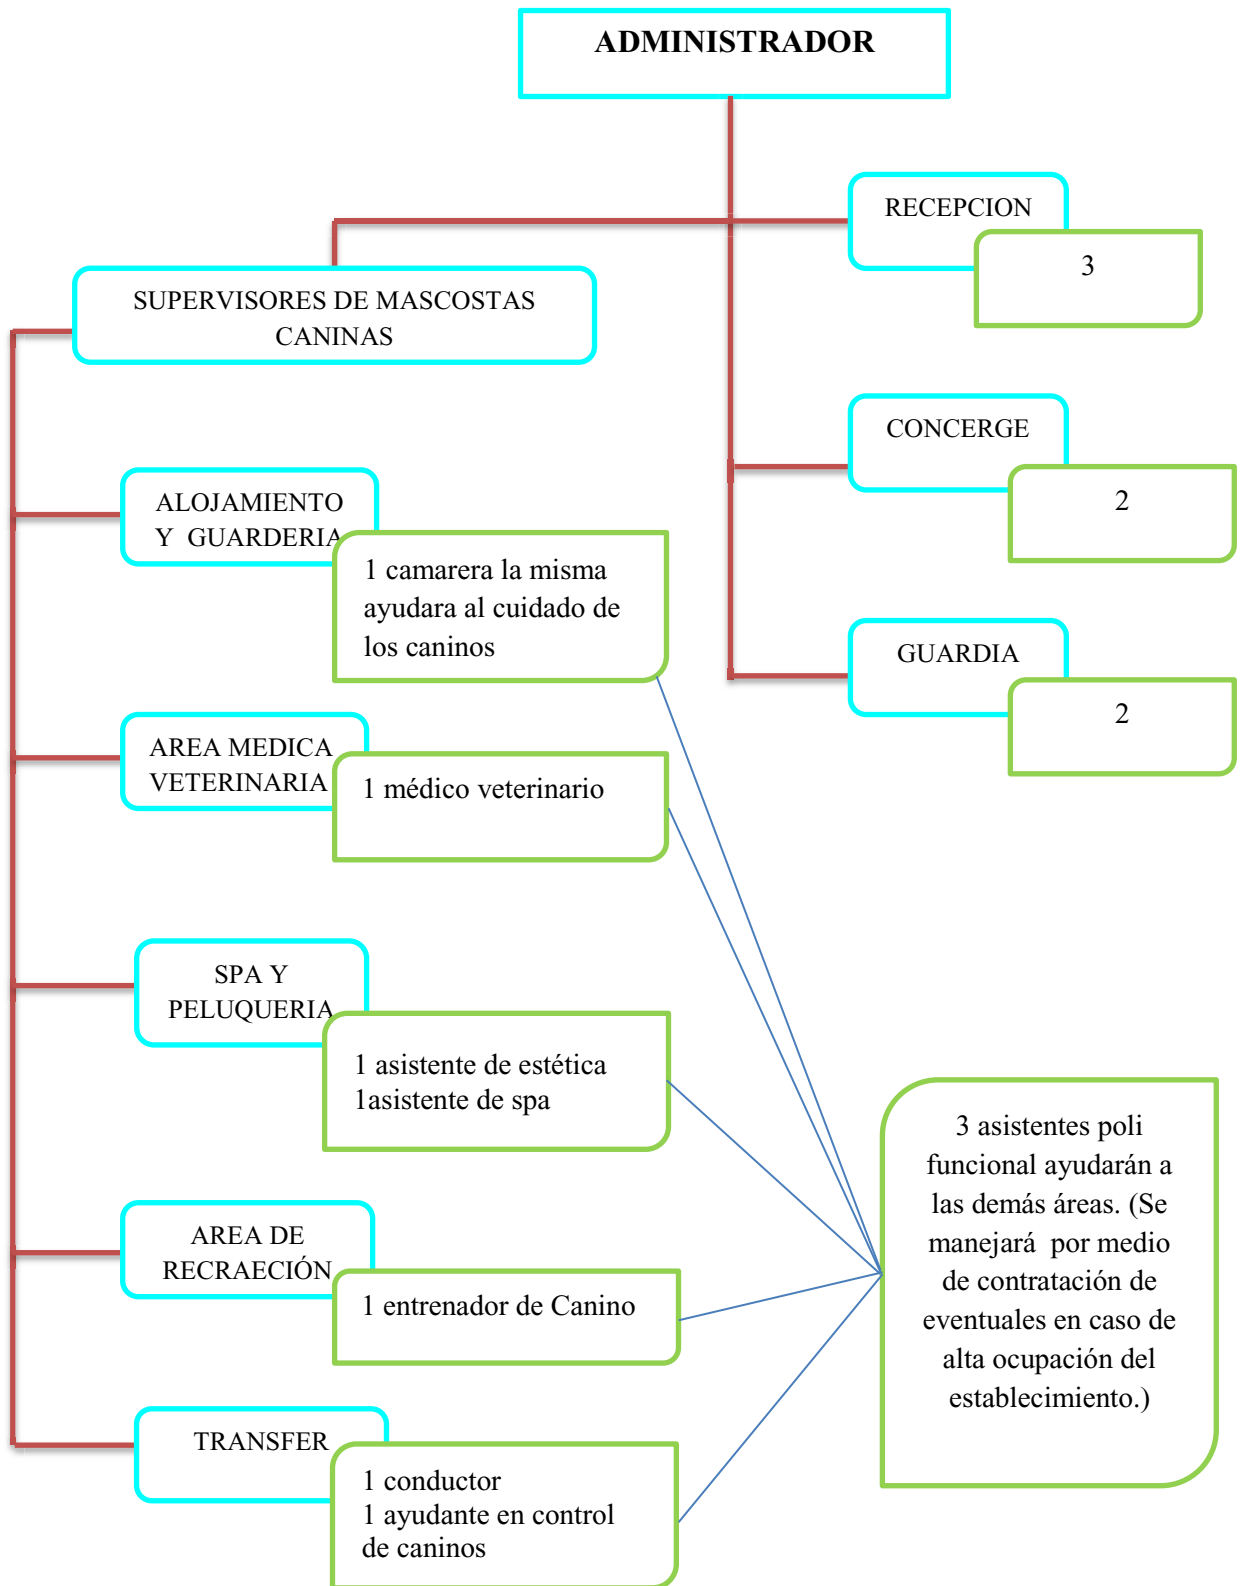 ADMINISTRADOR
RECEPCION
3
SUPERVISORES DE MASCOSTAS
CANINAS
CONCERGE
2
ALOJAMIENTO
Y GUARDERIA
1 camarera la misma
ayudara al cuidado de
los caninos
GUARDIA
2
AREA MEDICA
VETERINARIA
1 médico veterinario
SPA Y
PELUQUERIA
1 asistente de estética
1asistente de spa
3 asistentes poli
funcional ayudarán a
las demás áreas. (Se
manejará por medio
de contratación de
eventuales en caso de
alta ocupación del
establecimiento.)
AREA DE
RECRAECIÓN
1 entrenador de Canino
TRANSFER
1 conductor
1 ayudante en control
de caninos